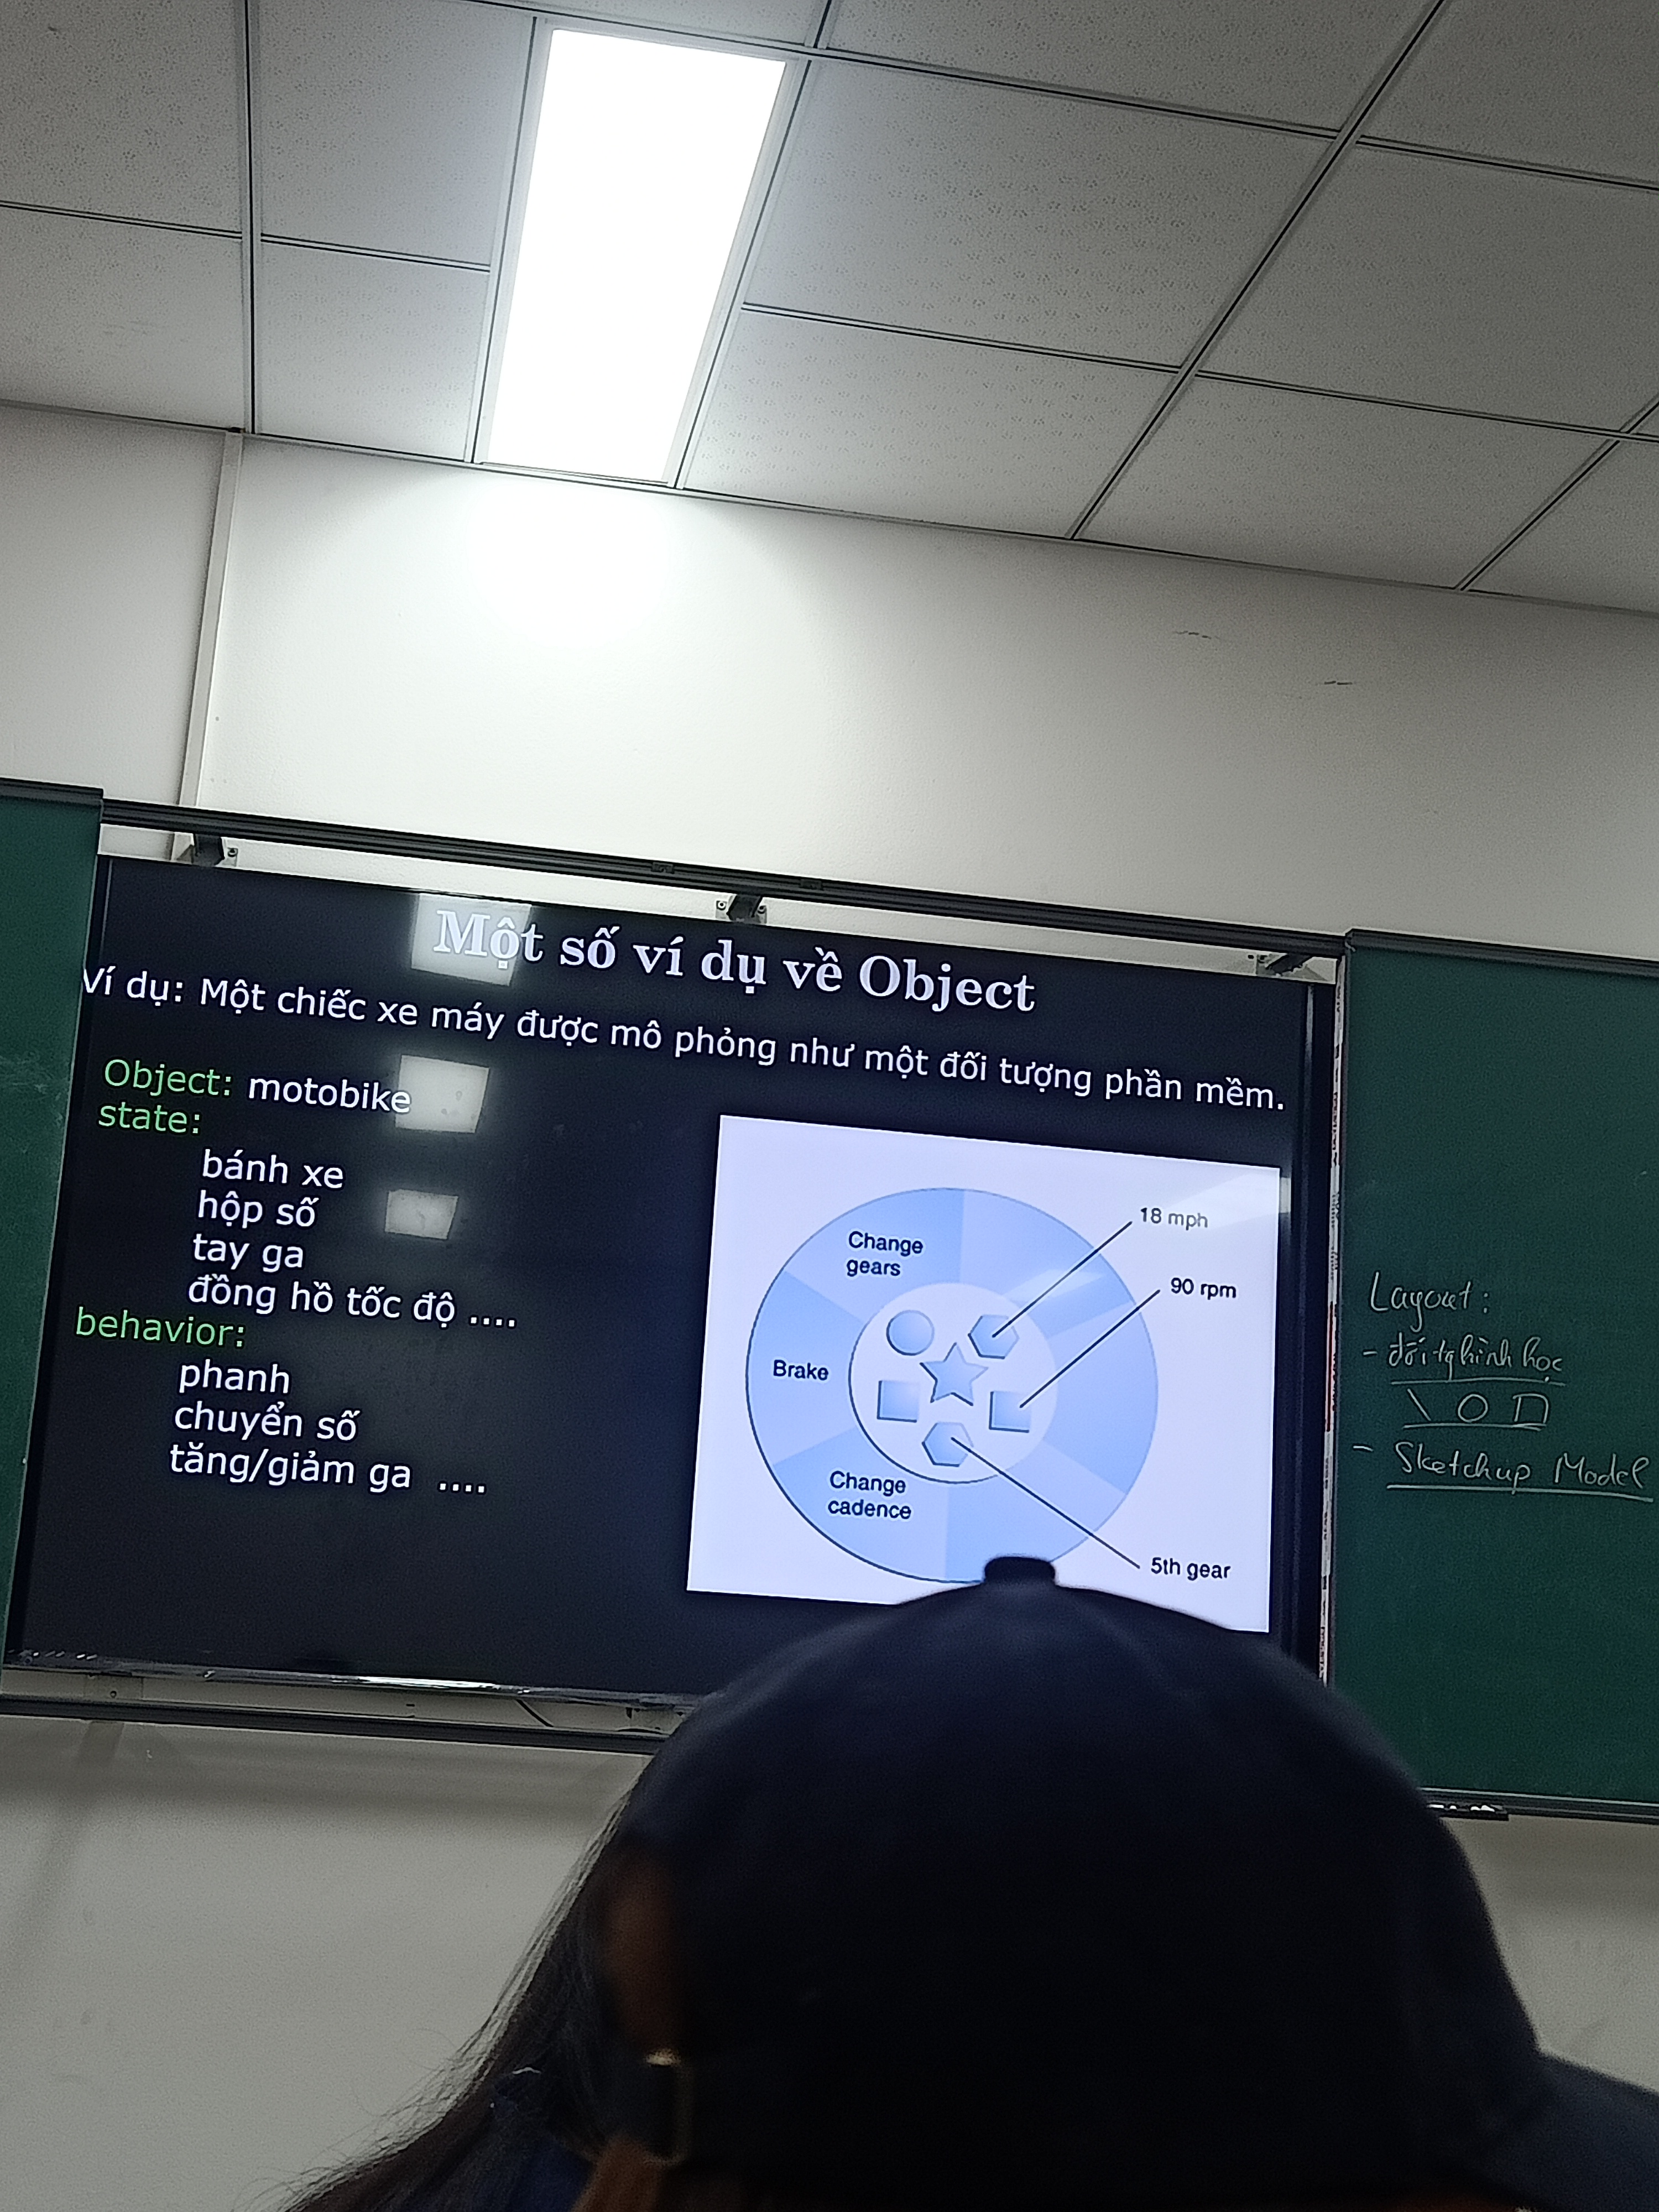 Một số ví dụ về Object
Ví dụ: Một chiếc xe máy được mô phỏng như một đối tượng phần mềm.
Object: motobike
state:
bánh xe
hộp số
tay ga
đồng hồ tốc độ ....
behavior:
phanh
chuyển số
tăng/giảm ga ....
18 mph
90 rpm
Change
gears
Brake
Change
cadence
5th gear
Layout:
- đối tg hình học
- Sketchup Model